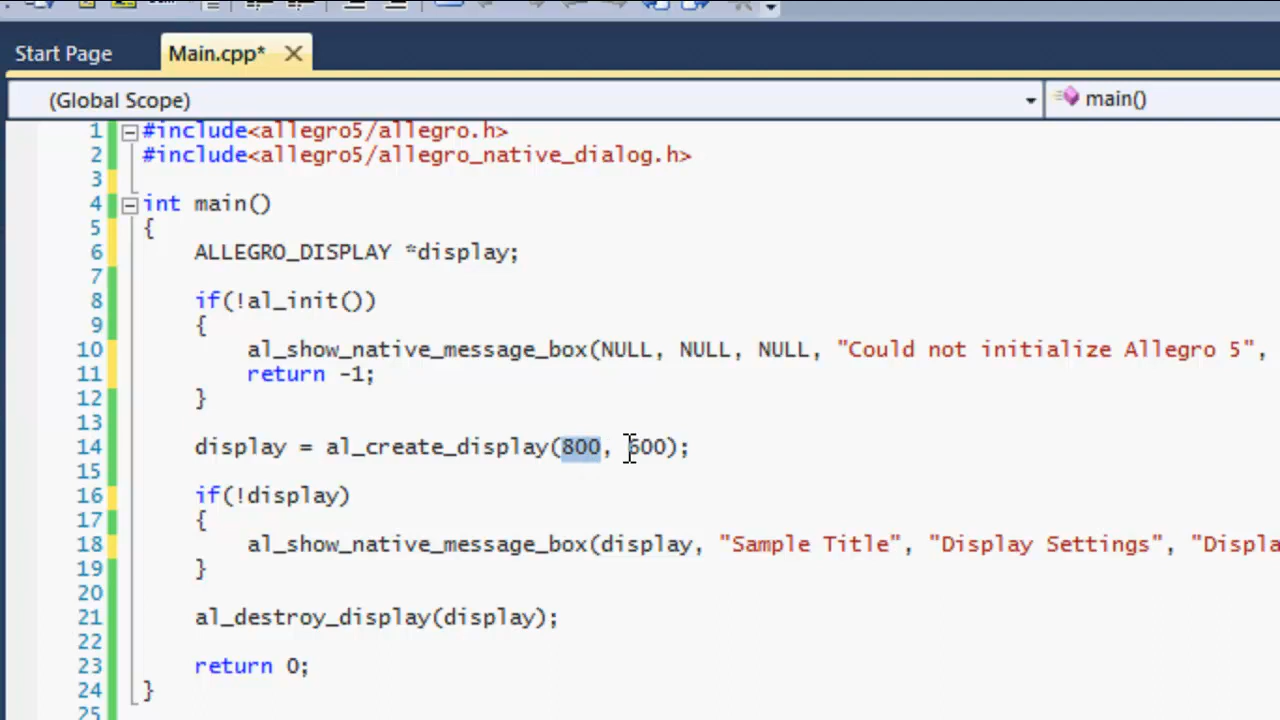 Start Page Main.cpp*
(Global Scope) main()
1 #include<allegro5/allegro.h>
2 #include<allegro5/allegro_native_dialog.h>
3
4 int main()
5 {
6 ALLEGRO_DISPLAY *display;
7
8 if(!al_init())
9 {
10 al_show_native_message_box(NULL, NULL, NULL, "Could not initialize Allegro 5",
11 return -1;
12 }
13
14 display = al_create_display(800, 600);
15
16 if(!display)
17 {
18 al_show_native_message_box(display, "Sample Title", "Display Settings", "Displa
19 }
20
21 al_destroy_display(display);
22
23 return 0;
24 }
25